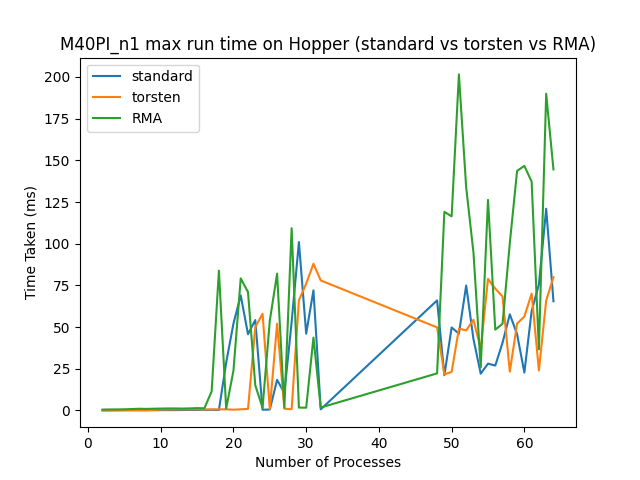 M40PI_n1 max run time on Hopper (standard vs torsten vs RMA)
standard
torsten
RMA
200
175
150
125
100
75
50
25
0
Time Taken (ms)
0 10 20 30 40 50 60
Number of Processes